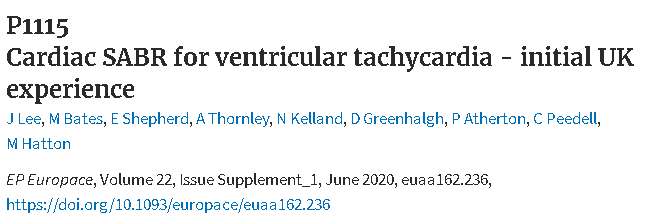 P1115
Cardiac SABR for ventricular tachycardia - initial UK
experience
J Lee, M Bates, E Shepherd, A Thornley, N Kelland, D Greenhalgh, P Atherton, C Peedell,
M Hatton
EP Europace, Volume 22, Issue Supplement_1, June 2020, euaa162.236,
https://doi.org/10.1093/europace/euaa162.236